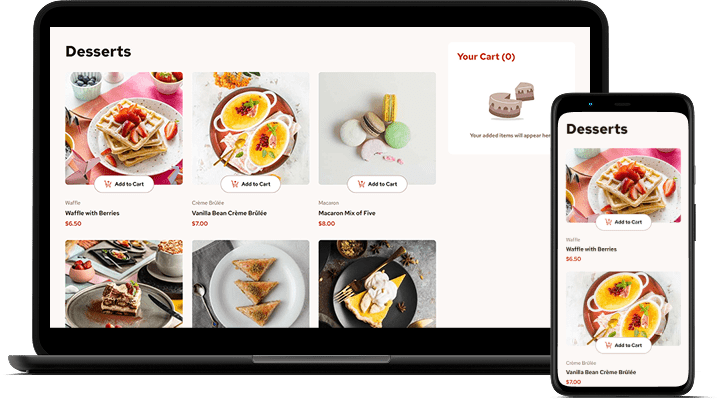 Desserts
Your Cart (0)
Your added items will appear here
Add to Cart
Add to Cart
Add to Cart
Waffle
Waffle with Berries
$6.50
Crème Brûlée
Vanilla Bean Crème Brûlée
$7.00
Macaron
Macaron Mix of Five
$8.00
Desserts
Add to Cart
Waffle
Waffle with Berries
$6.50
Add to Cart
Crème Brûlée
Vanilla Bean Crème Brûlée
$7.00